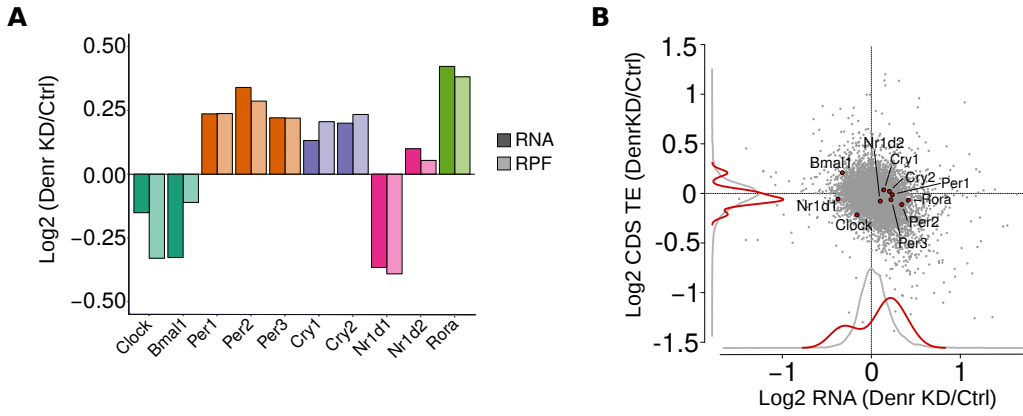 A
Log2 (Denr KD/Ctrl)
0.50
0.25
0.00
−0.25
−0.50
Clock
Bmal1
Per1
Per2
Per3
Cry1
Cry2
Nr1d1
Nr1d2
Rora
RNA
RPF
B
Log2 CDS TE (DenrKD/Ctrl)
1.5
1
0.5
0
−0.5
−1
−1.5
Nr1d2
Bmal1
Cry1
Cry2
Per1
Rora
Nr1d1
Clock
Per2
Per3
−1
0
1
Log2 RNA (Denr KD/Ctrl)